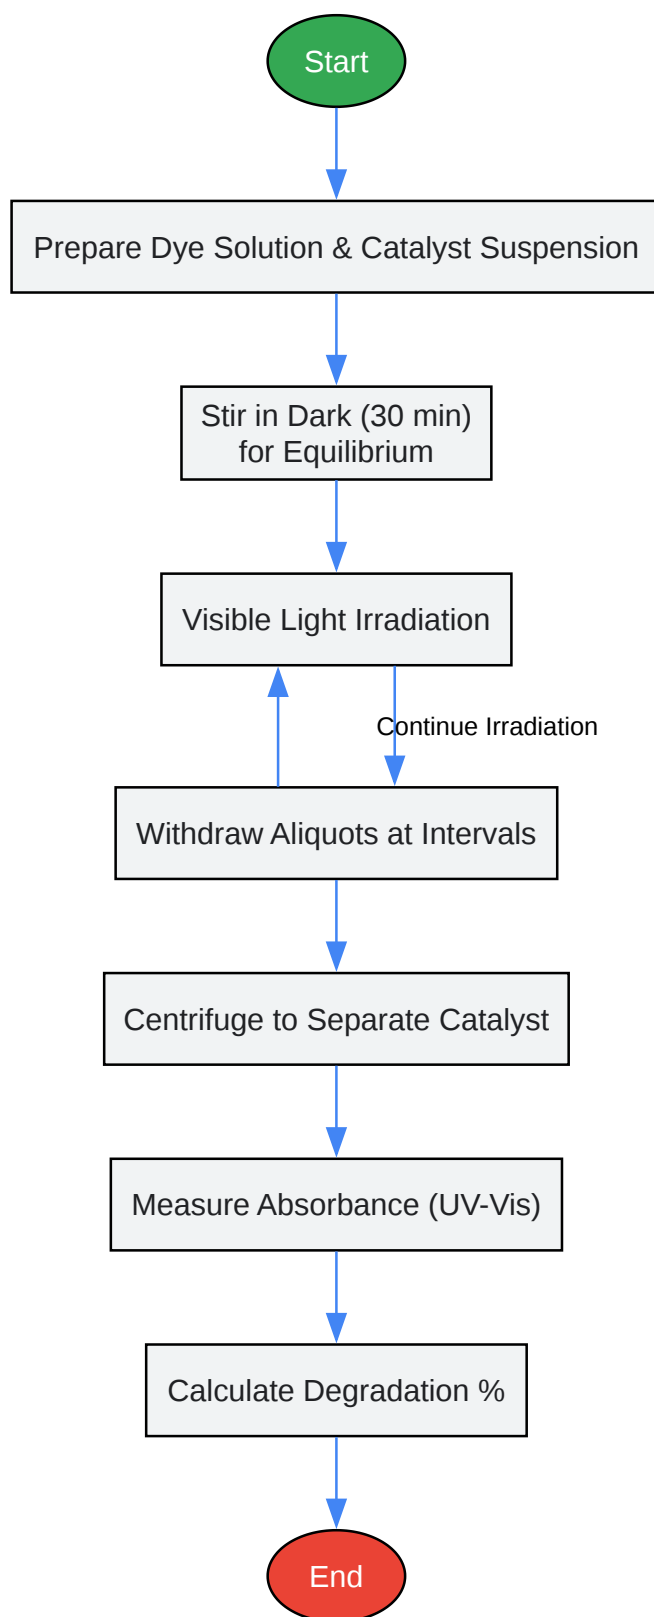 Start
Prepare Dye Solution & Catalyst Suspension
Stir in Dark (30 min)
for Equilibrium
Visible Light Irradiation
Continue Irradiation
Withdraw Aliquots at Intervals
Centrifuge to Separate Catalyst
Measure Absorbance (UV-Vis)
Calculate Degradation %
End